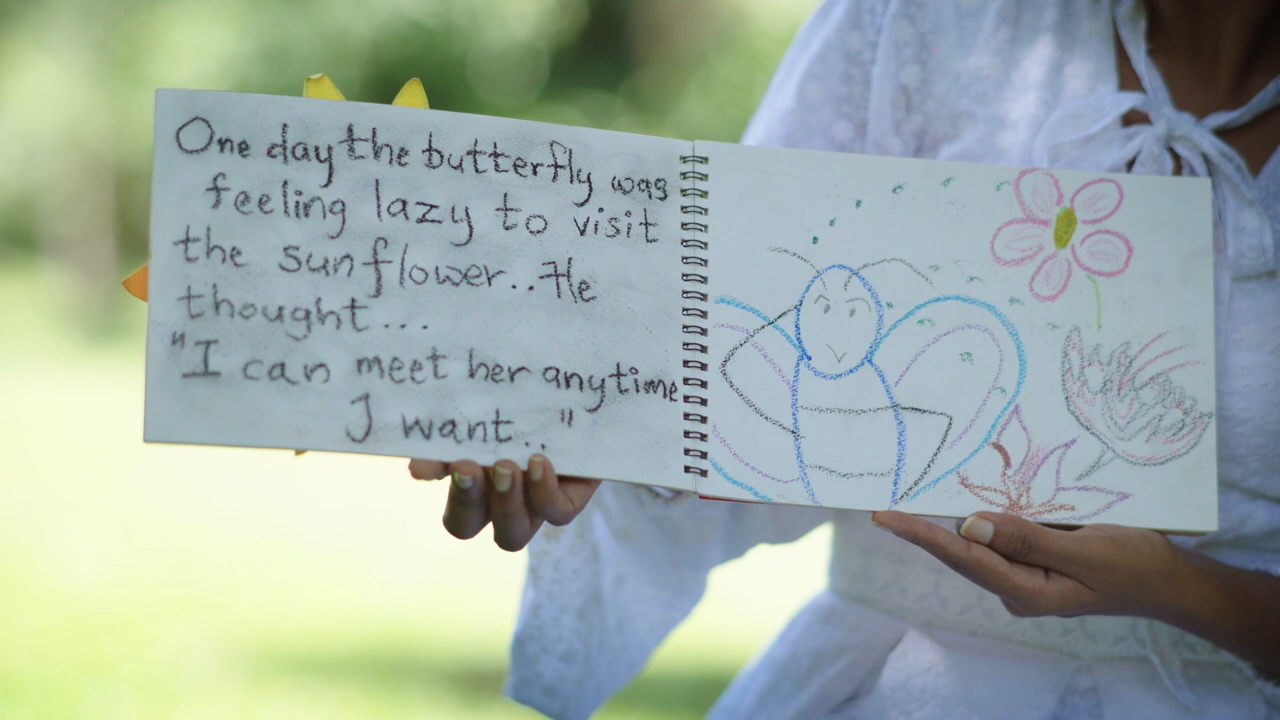 One day the butterfly was
feeling lazy to visit
the sunflower..He
thought...
"I can meet her anytime
I want.."